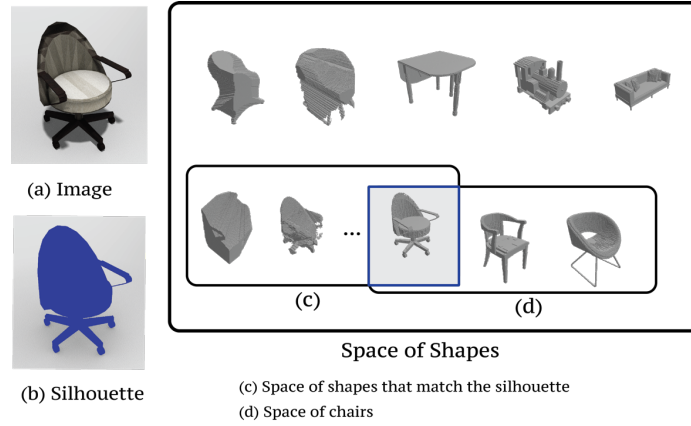 (a) Image
(b) Silhouette
...
(c)
(d)
Space of Shapes
(c) Space of shapes that match the silhouette
(d) Space of chairs